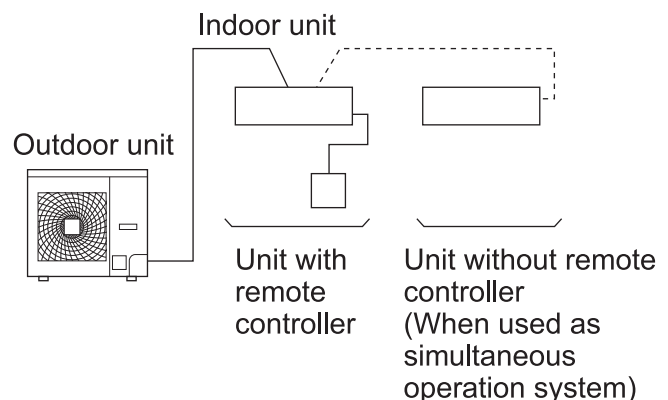 Indoor unit
Outdoor unit
Unit with
remote
controller
Unit without remote
controller
(When used as
simultaneous
operation system)